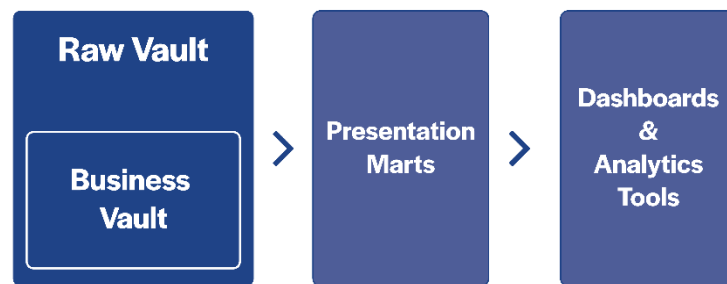 Raw Vault
Business
Vault
Presentation
Marts
Dashboards
&
Analytics
Tools